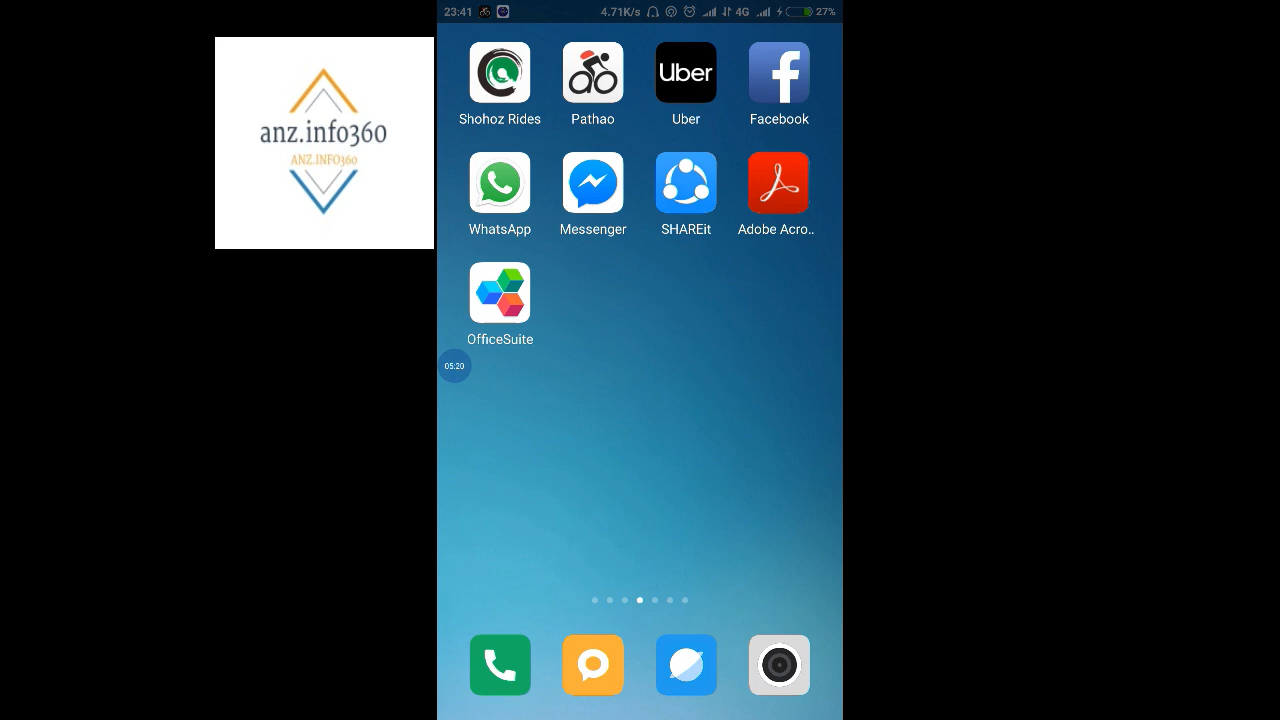 23:41 4.71K/s 4G 27%
anz.info360
ANZ.INFO360
Uber
Shohoz Rides Pathao Uber Facebook
WhatsApp Messenger SHAREit Adobe Acro..
OfficeSuite
05:20